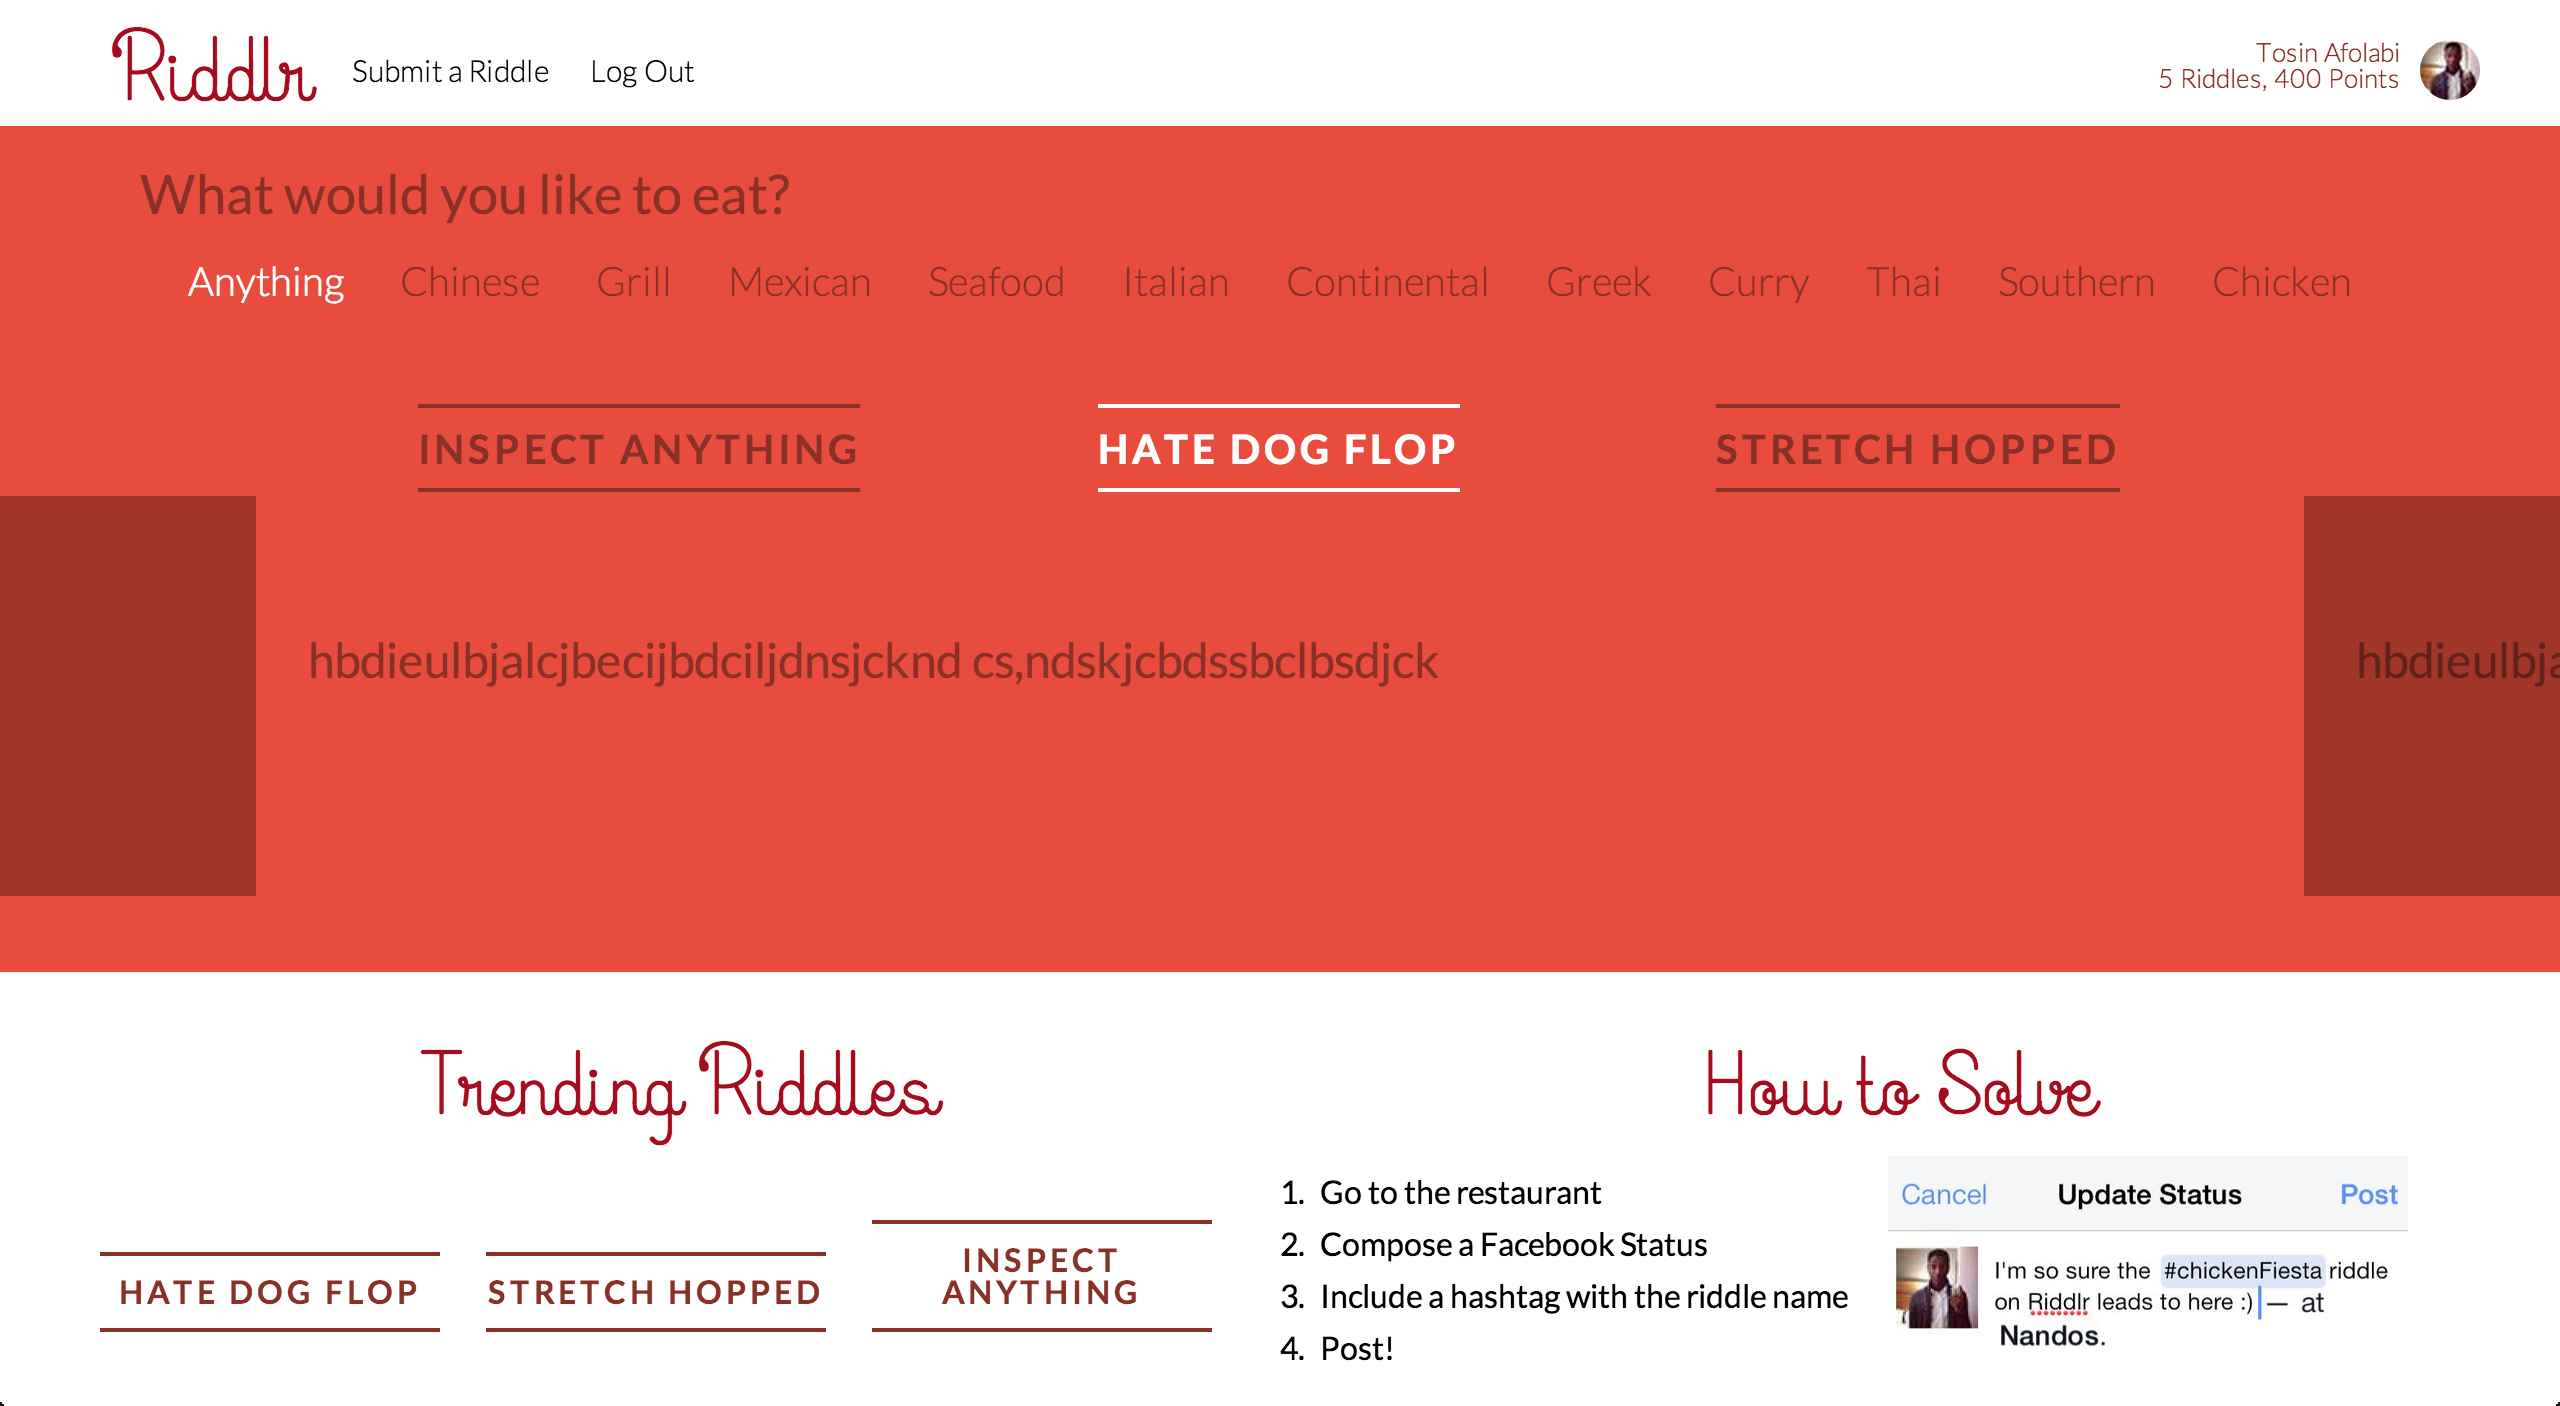 Riddlr Submit a Riddle Log Out
Tosin Afolabi
5 Riddles, 400 Points
What would you like to eat?
Anything Chinese Grill Mexican Seafood Italian Continental Greek Curry Thai Southern Chicken
INSPECT ANYTHING HATE DOG FLOP STRETCH HOPPED
hbdieulbjalcjbecijbdciljdnsjcknd cs,ndskjcbdssbclbsdjck
hbdieulbja
Trending Riddles
HATE DOG FLOP
STRETCH HOPPED
INSPECT
ANYTHING
How to Solve
1. Go to the restaurant
2. Compose a Facebook Status
3. Include a hashtag with the riddle name
4. Post!
Cancel Update Status Post
I'm so sure the #chickenFiesta riddle
on Riddlr leads to here :) — at
Nandos.